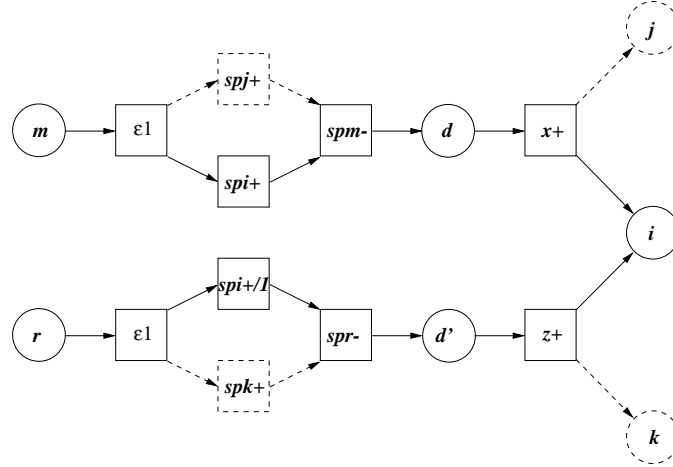 j
spj+
m ε1 spm- d x+
spi+
i
spi+/1
r ε1 spr- d' z+
spk+
k